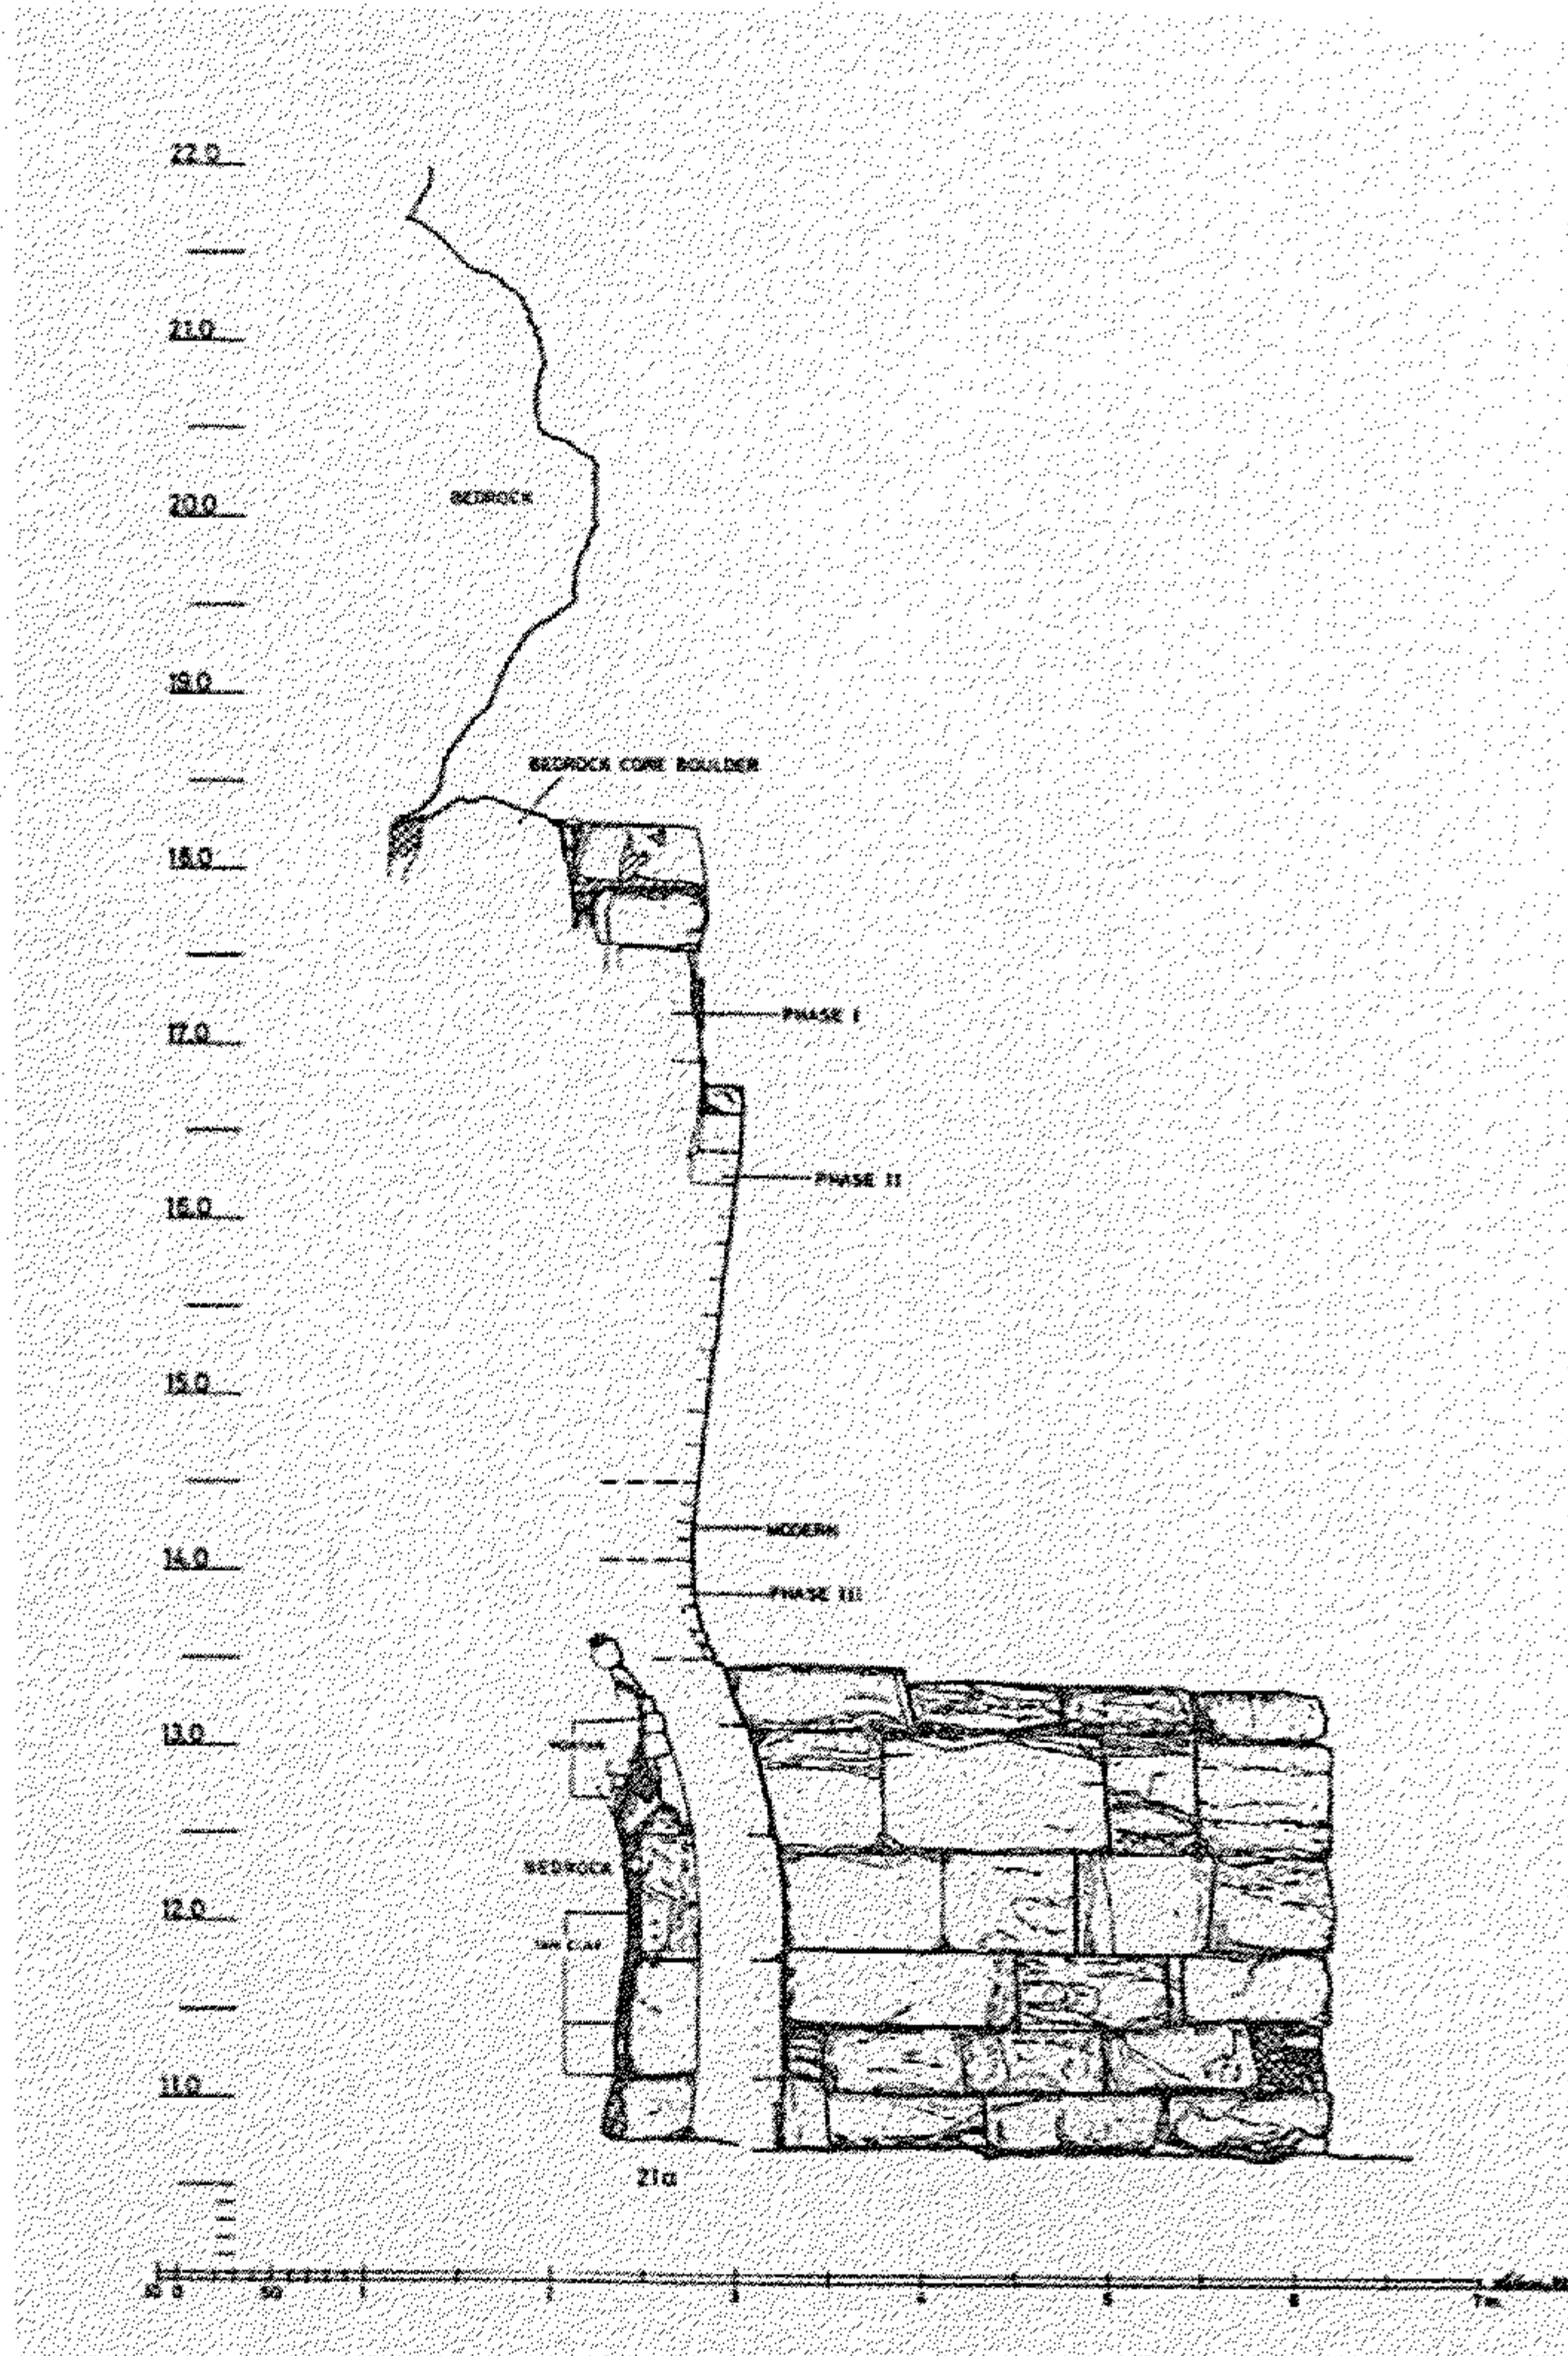 22.0
21.0
BEDROCK
20.0
19.0
BEDROCK CORE BOULDER
18.0
PHASE I
17.0
PHASE II
16.0
15.0
MODERN
14.0
PHASE III
13.0
BEDROCK
12.0
11.0
21a
0 50 1 2 3 4 5 6 7m.